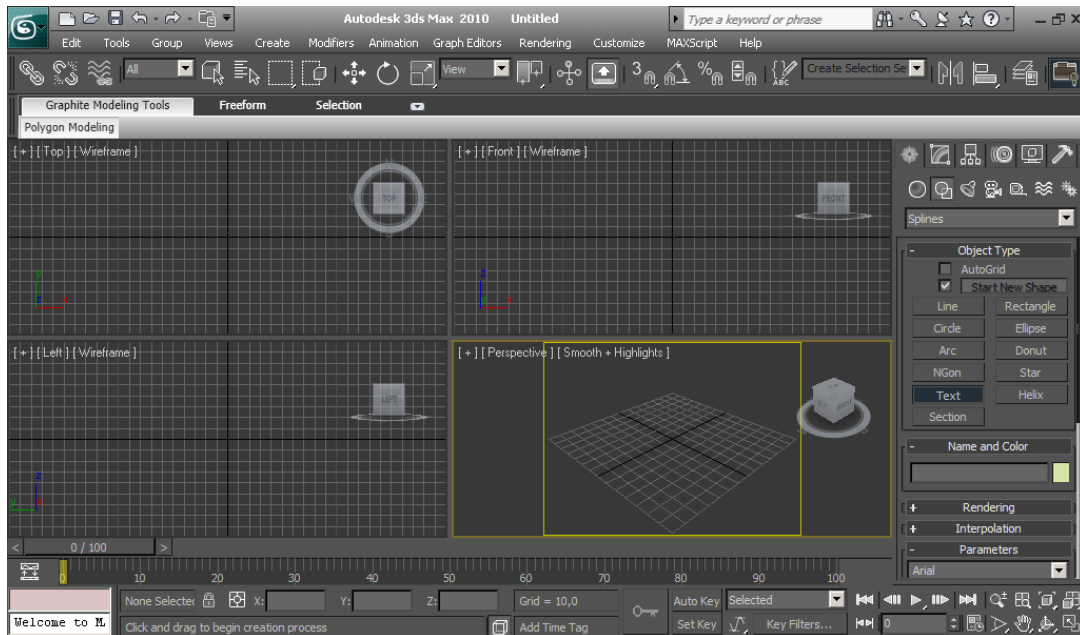 Autodesk 3ds Max 2010 Untitled
Type a keyword or phrase
Edit Tools Group Views Create Modifiers Animation Graph Editors Rendering Customize MAXScript Help
All
View
3
%
ABC
Create Selection Se
Graphite Modeling Tools Freeform Selection
Polygon Modeling
[ + ] [ Top ] [ Wireframe ]
TOP
y
z x
[ + ] [ Front ] [ Wireframe ]
FRONT
z
y x
[ + ] [ Left ] [ Wireframe ]
LEFT
z
y
[ + ] [ Perspective ] [ Smooth + Highlights ]
Splines
- Object Type
AutoGrid
Start New Shape
Line Rectangle
Circle Ellipse
Arc Donut
NGon Star
Text Helix
Section
- Name and Color
+ Rendering
+ Interpolation
- Parameters
Arial
< 0 / 100 >
0 10 20 30 40 50 60 70 80 90 100
None Selected X: Y: Z: Grid = 10,0 Auto Key Selected
Welcome to M Click and drag to begin creation process Add Time Tag Set Key Key Filters... 0